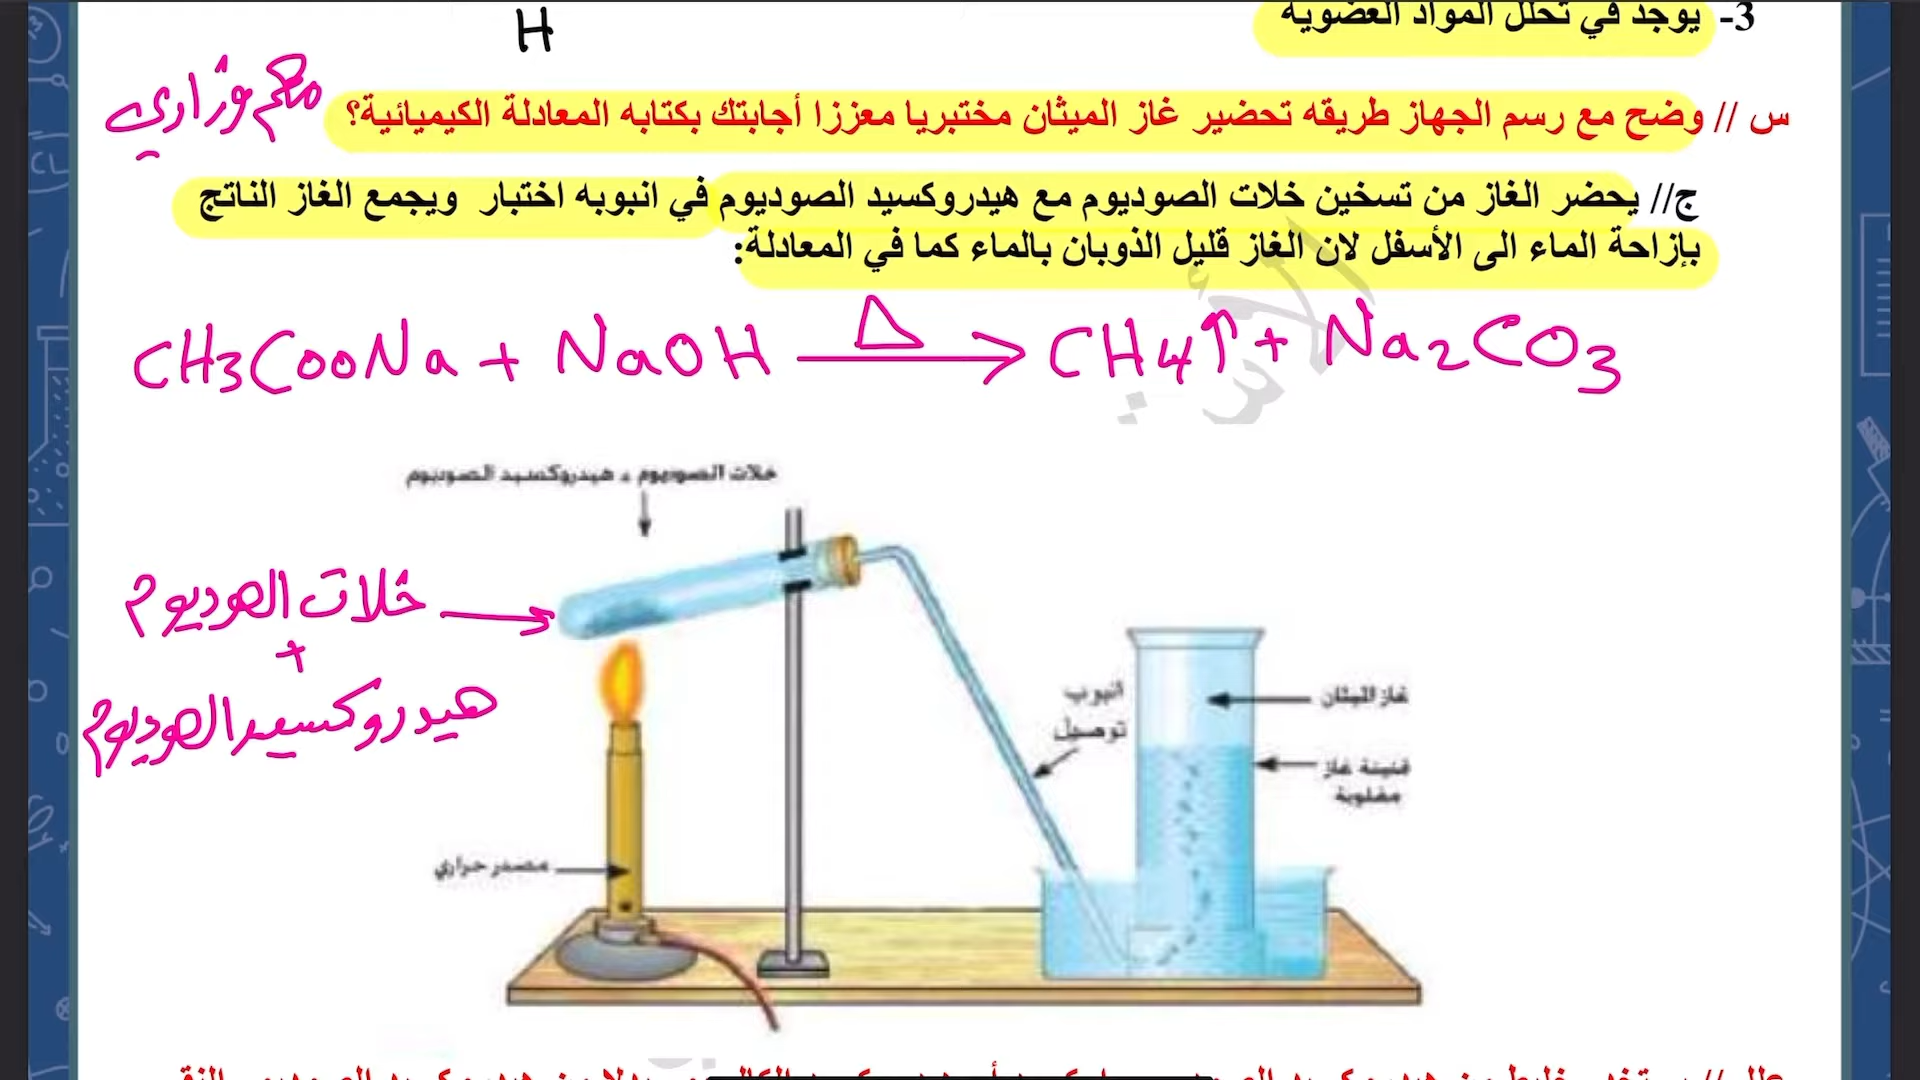 H
3- يوجد في تحلل المواد العضوية
مهم وزاري
س // وضح مع رسم الجهاز طريقه تحضير غاز الميثان مختبريا معززا أجابتك بكتابه المعادلة الكيميائية؟
ج// يحضر الغاز من تسخين خلات الصوديوم مع هيدروكسيد الصوديوم في انبوبه اختبار ويجمع الغاز الناتج
بإزاحة الماء الى الأسفل لان الغاز قليل الذوبان بالماء كما في المعادلة:
CH3COONa + NaOH △→ CH4↑ + Na2CO3
خلات الصوديوم + هيدروكسيد الصوديوم
خلات الصوديوم
+
هيدروكسيد الصوديوم
انبوب
توصيل
غاز الميثان
قنينة غاز
مقلوبة
مصدر حراري
علل //